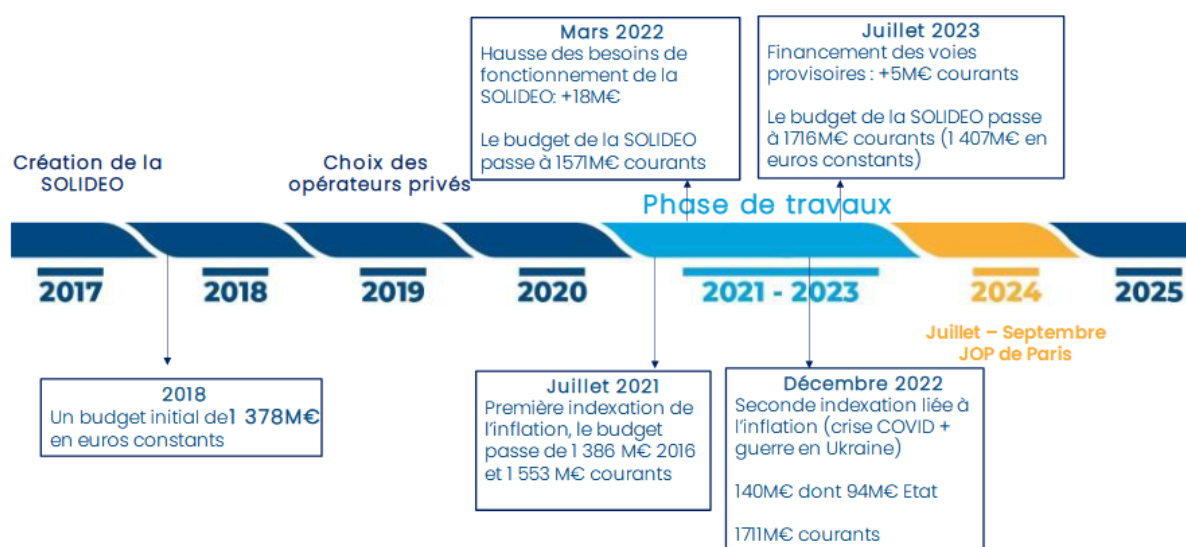 Mars 2022
Hausse des besoins de
fonctionnement de la
SOLIDEO: +18M€
Le budget de la SOLIDEO
passe à 1571M€ courants
Juillet 2023
Financement des voies
provisoires : +5M€ courants
Le budget de la SOLIDEO passe
à 1716M€ courants (1 407M€ en
euros constants)
Création de la
SOLIDEO
Choix des
opérateurs privés
Phase de travaux
2017
2018
2019
2020
2021 - 2023
2024
2025
Juillet – Septembre
JOP de Paris
2018
Un budget initial de 1 378M€
en euros constants
Juillet 2021
Première indexation de
l'inflation, le budget
passe de 1 386 M€ 2016
et 1 553 M€ courants
Décembre 2022
Seconde indexation liée à
l'inflation (crise COVID +
guerre en Ukraine)
140M€ dont 94M€ Etat
1711M€ courants